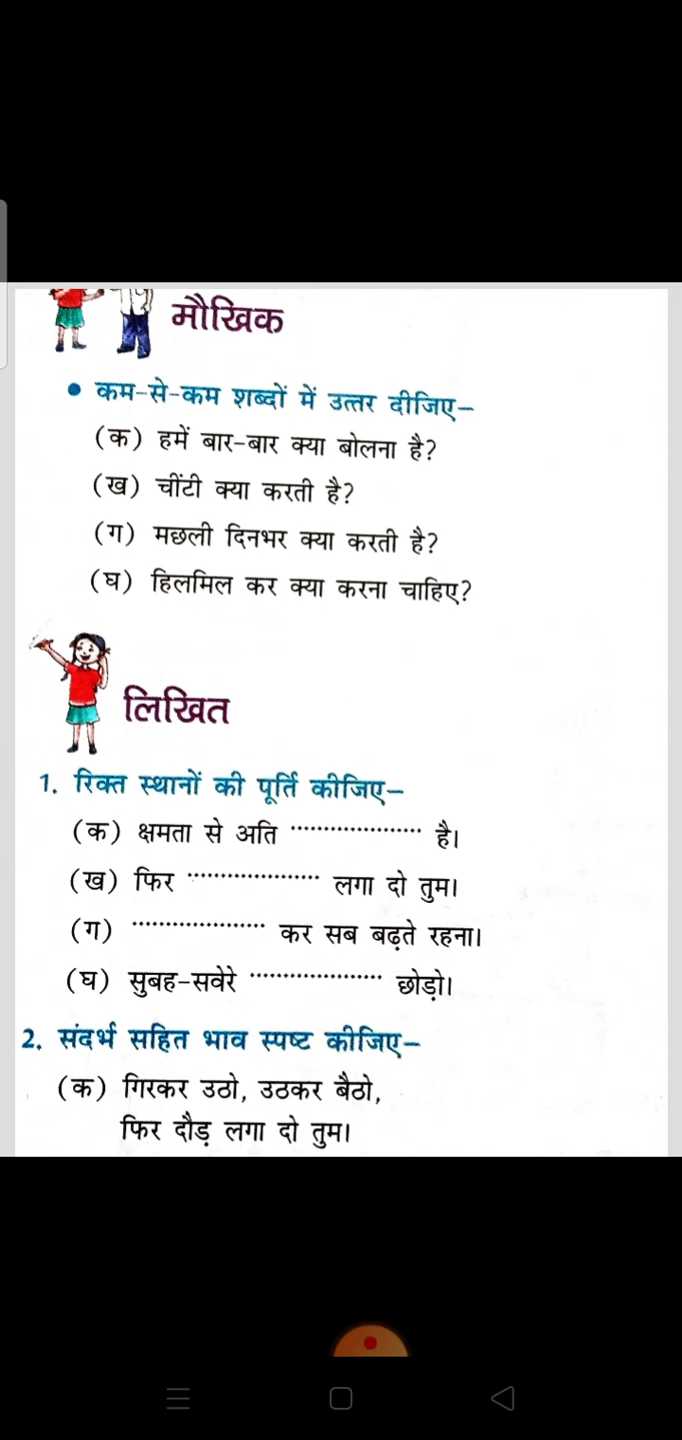 मौखिक
• कम-से-कम शब्दों में उत्तर दीजिए–
(क) हमें बार-बार क्या बोलना है?
(ख) चींटी क्या करती है?
(ग) मछली दिनभर क्या करती है?
(घ) हिलमिल कर क्या करना चाहिए?
लिखित
1. रिक्त स्थानों की पूर्ति कीजिए–
(क) क्षमता से अति ..................... है।
(ख) फिर ..................... लगा दो तुम।
(ग) ..................... कर सब बढ़ते रहना।
(घ) सुबह-सवेरे ..................... छोड़ो।
2. संदर्भ सहित भाव स्पष्ट कीजिए–
(क) गिरकर उठो, उठकर बैठो,
फिर दौड़ लगा दो तुम।